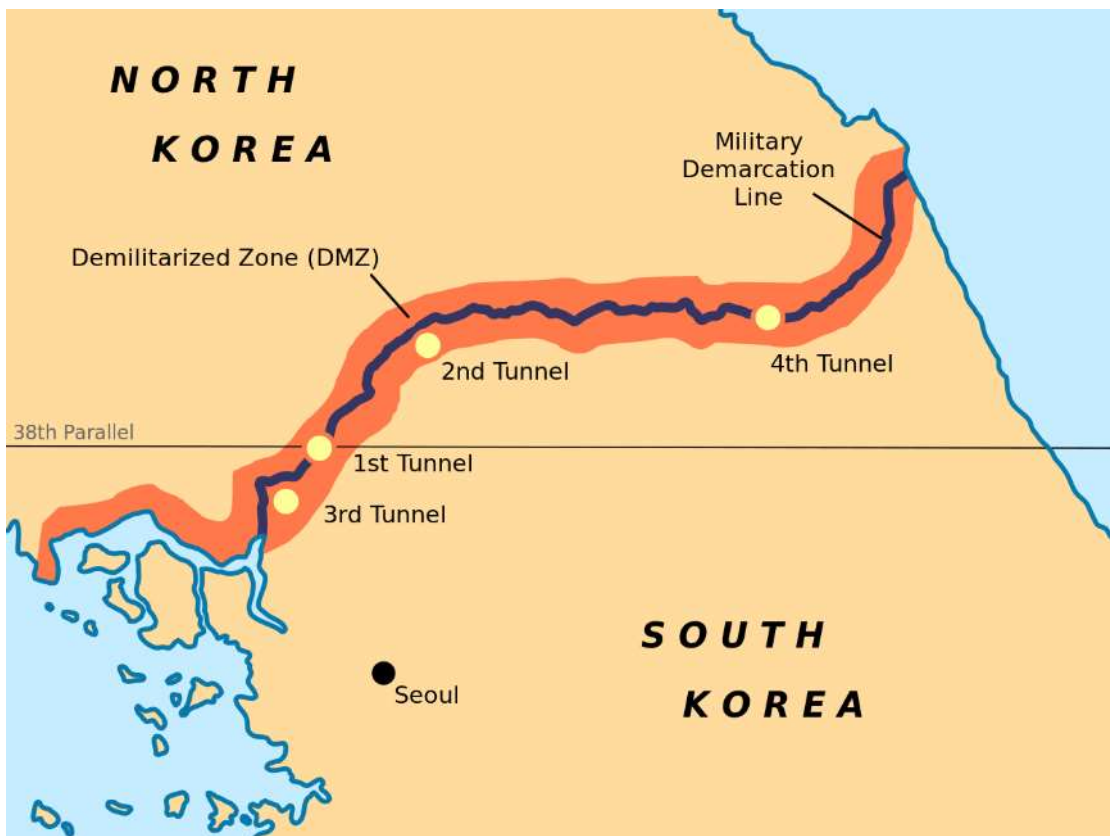 NORTH
KOREA
Military
Demarcation
Line
Demilitarized Zone (DMZ)
2nd Tunnel
4th Tunnel
38th Parallel
1st Tunnel
3rd Tunnel
SOUTH
KOREA
Seoul